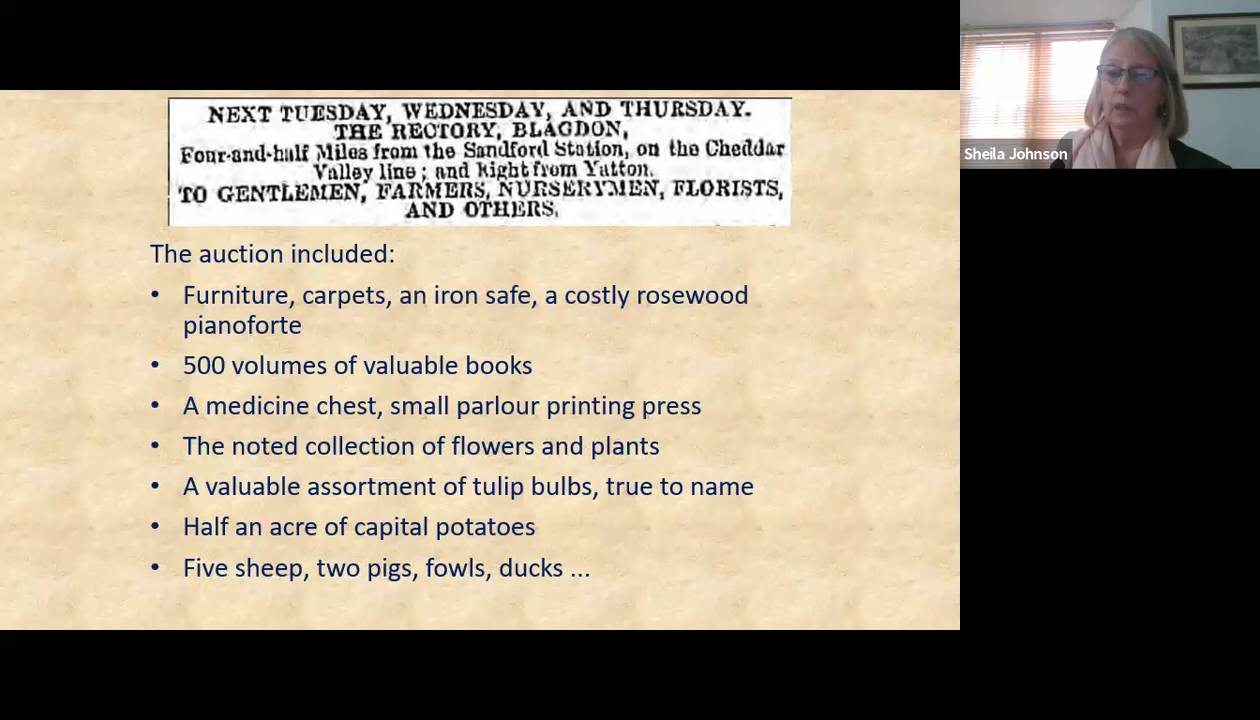 NEXT TUESDAY, WEDNESDAY, AND THURSDAY.
THE RECTORY, BLAGDON,
Four-and-half Miles from the Sandford Station, on the Cheddar
Valley line; and Eight from Yatton.
TO GENTLEMEN, FARMERS, NURSERYMEN, FLORISTS,
AND OTHERS.
The auction included:
• Furniture, carpets, an iron safe, a costly rosewood
pianoforte
• 500 volumes of valuable books
• A medicine chest, small parlour printing press
• The noted collection of flowers and plants
• A valuable assortment of tulip bulbs, true to name
• Half an acre of capital potatoes
• Five sheep, two pigs, fowls, ducks ...
Sheila Johnson